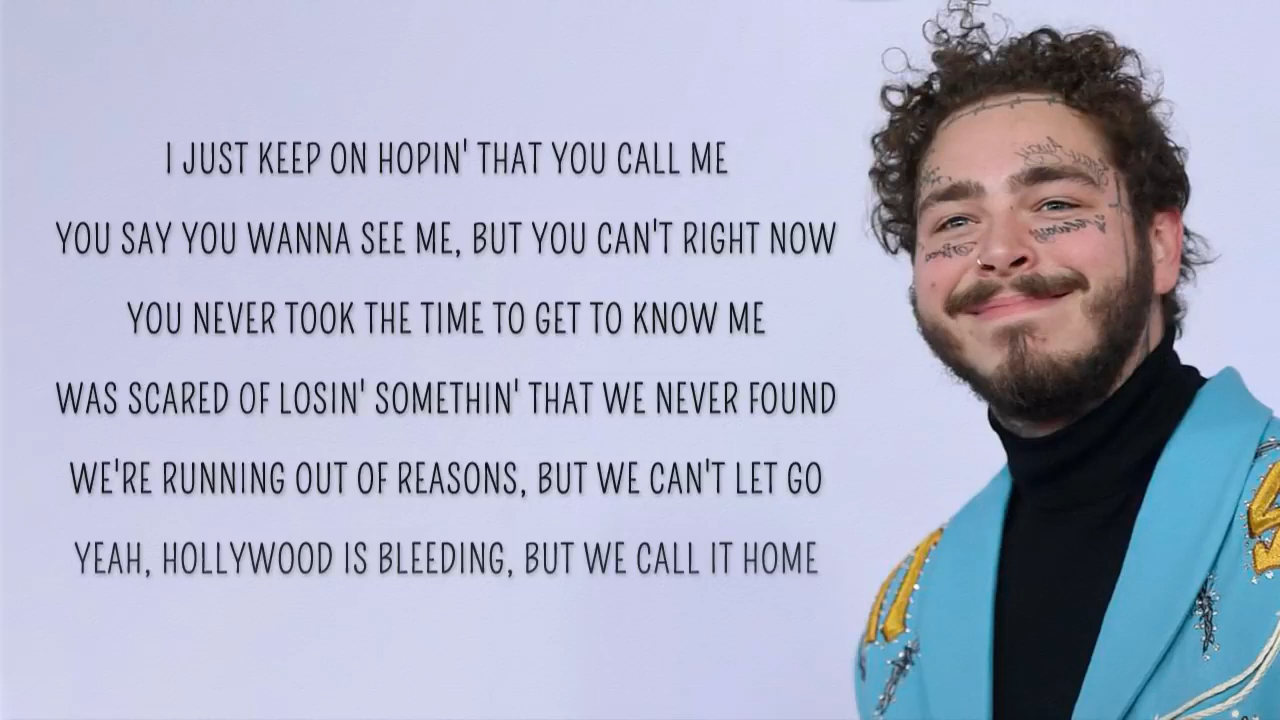 I JUST KEEP ON HOPIN' THAT YOU CALL ME
YOU SAY YOU WANNA SEE ME, BUT YOU CAN'T RIGHT NOW
YOU NEVER TOOK THE TIME TO GET TO KNOW ME
WAS SCARED OF LOSIN' SOMETHIN' THAT WE NEVER FOUND
WE'RE RUNNING OUT OF REASONS, BUT WE CAN'T LET GO
YEAH, HOLLYWOOD IS BLEEDING, BUT WE CALL IT HOME